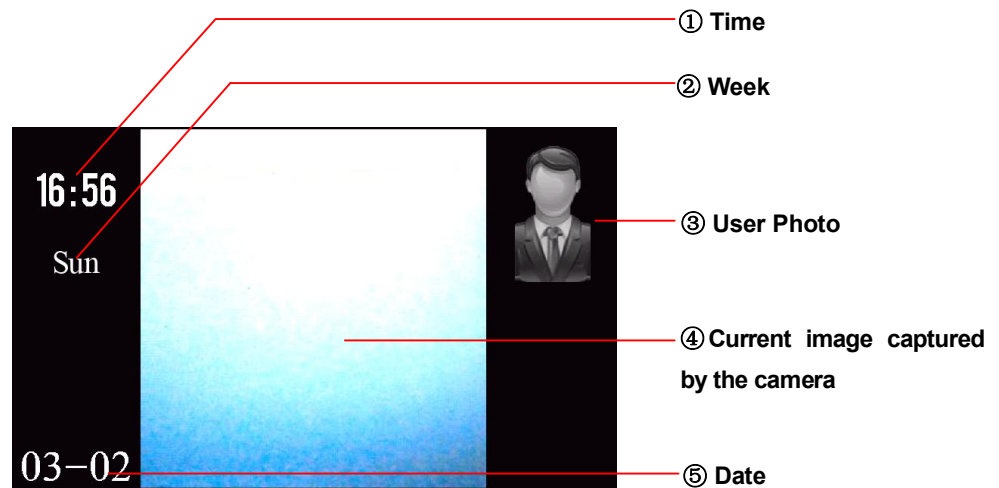 ① Time
② Week
16:56
③ User Photo
Sun
④ Current image captured
by the camera
03-02
⑤ Date